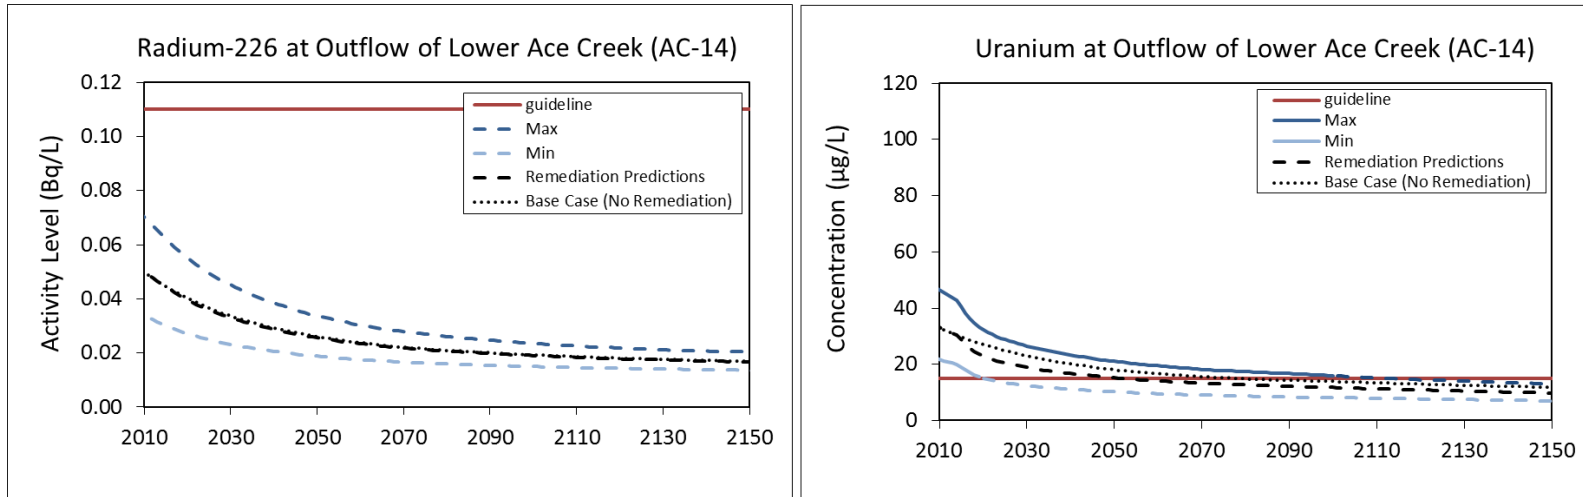 Radium-226 at Outflow of Lower Ace Creek (AC-14)
Activity Level (Bq/L)
0.12
0.10
0.08
0.06
0.04
0.02
0.00
guideline
Max
Min
Remediation Predictions
Base Case (No Remediation)
2010 2030 2050 2070 2090 2110 2130 2150
Uranium at Outflow of Lower Ace Creek (AC-14)
Concentration (µg/L)
120
100
80
60
40
20
0
guideline
Max
Min
Remediation Predictions
Base Case (No Remediation)
2010 2030 2050 2070 2090 2110 2130 2150